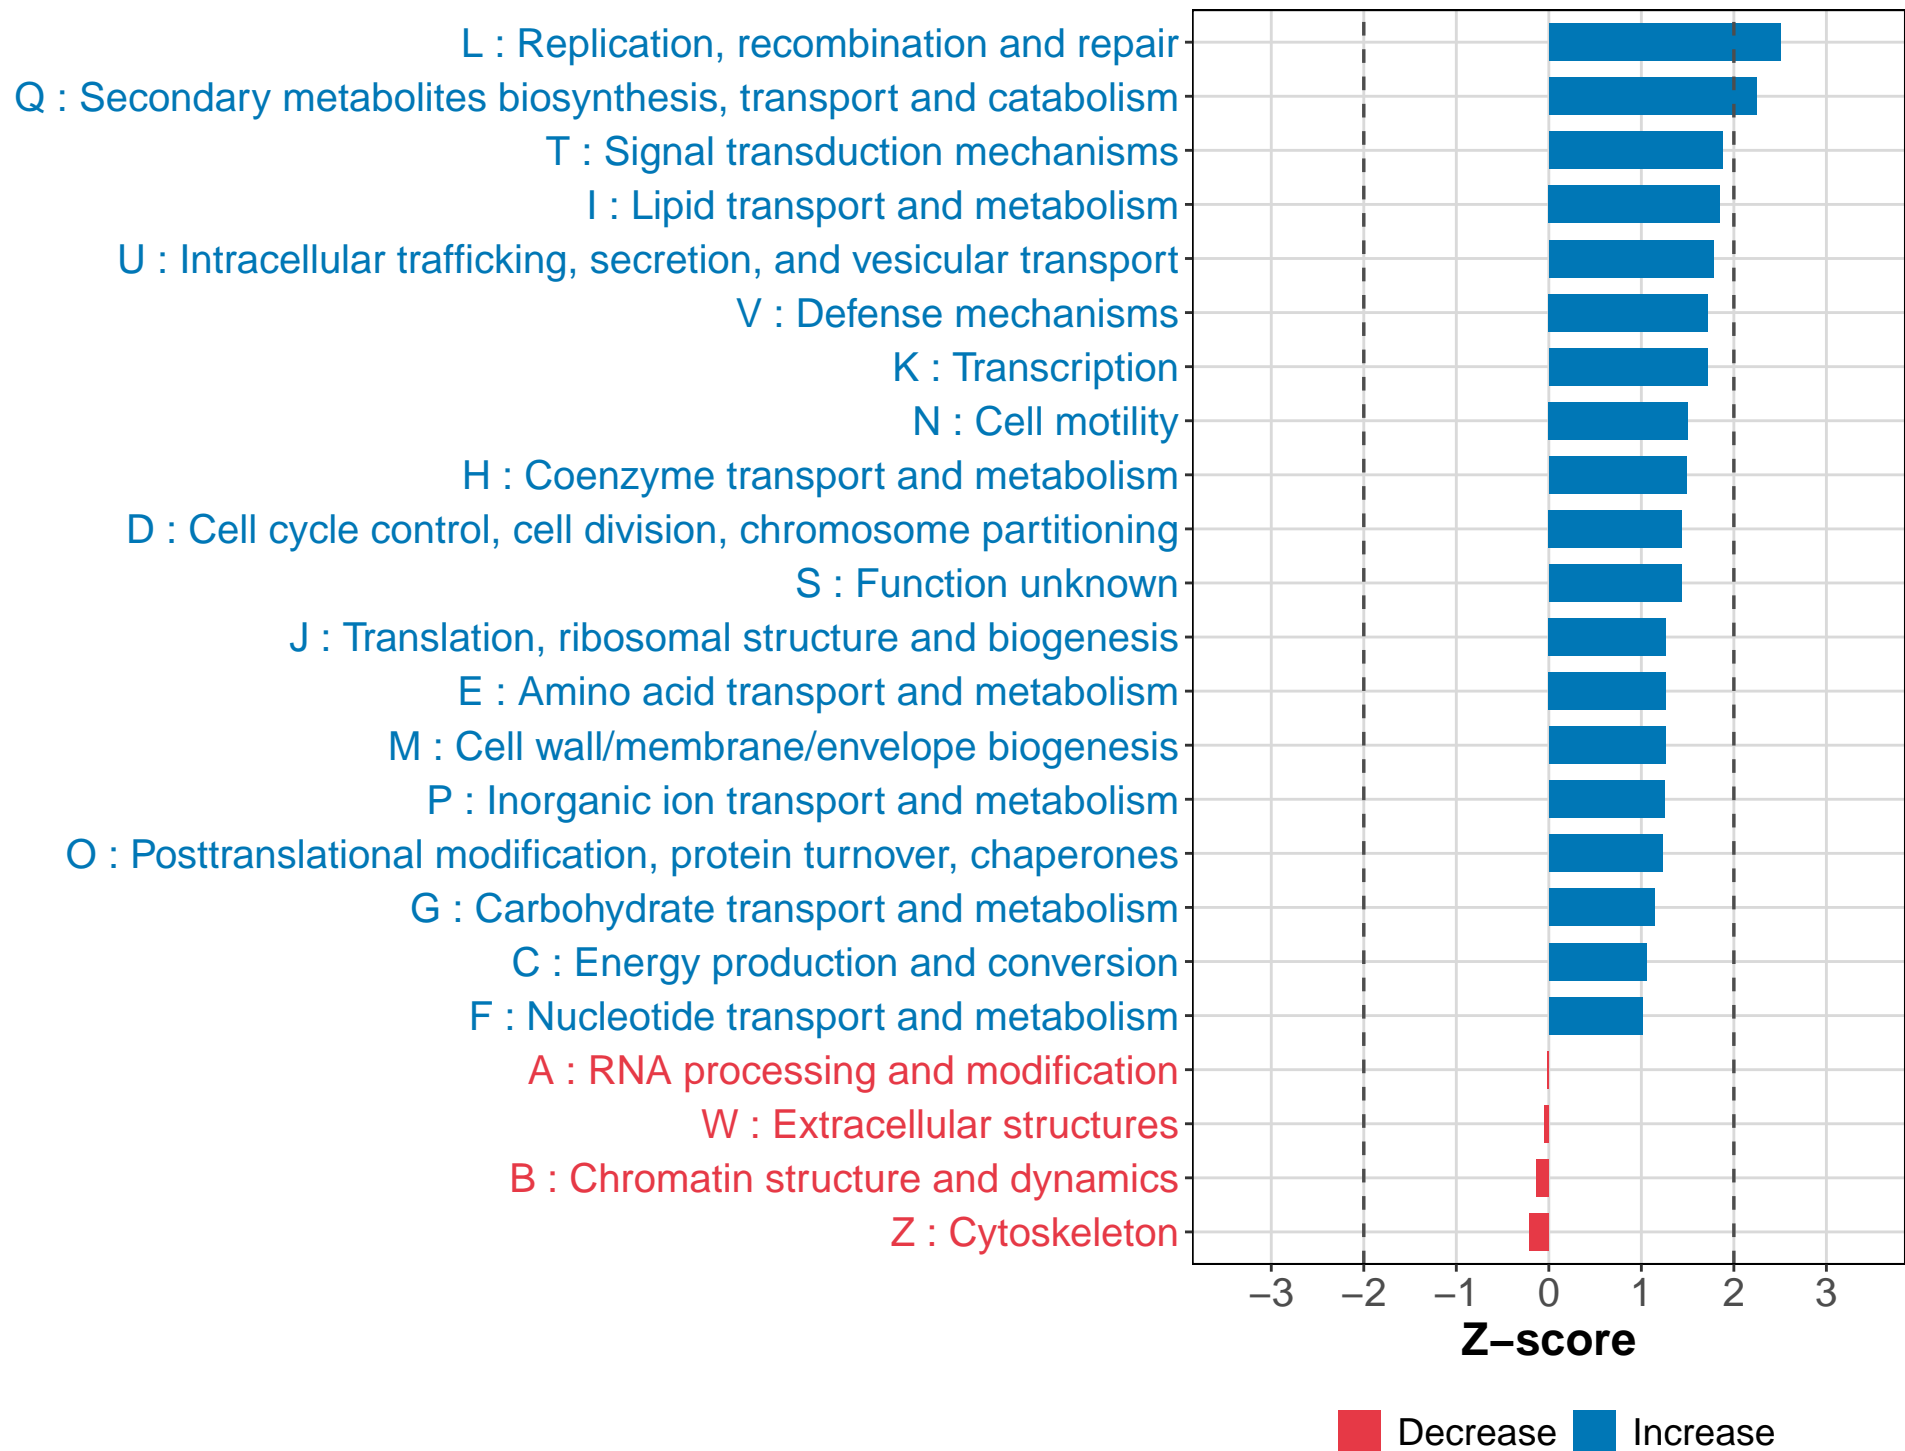 L : Replication, recombination and repair
Q : Secondary metabolites biosynthesis, transport and catabolism
T : Signal transduction mechanisms
I : Lipid transport and metabolism
U : Intracellular trafficking, secretion, and vesicular transport
V : Defense mechanisms
K : Transcription
N : Cell motility
H : Coenzyme transport and metabolism
D : Cell cycle control, cell division, chromosome partitioning
S : Function unknown
J : Translation, ribosomal structure and biogenesis
E : Amino acid transport and metabolism
M : Cell wall/membrane/envelope biogenesis
P : Inorganic ion transport and metabolism
O : Posttranslational modification, protein turnover, chaperones
G : Carbohydrate transport and metabolism
C : Energy production and conversion
F : Nucleotide transport and metabolism
A : RNA processing and modification
W : Extracellular structures
B : Chromatin structure and dynamics
Z : Cytoskeleton
−3 −2 −1 0 1 2 3
Z−score
Decrease Increase